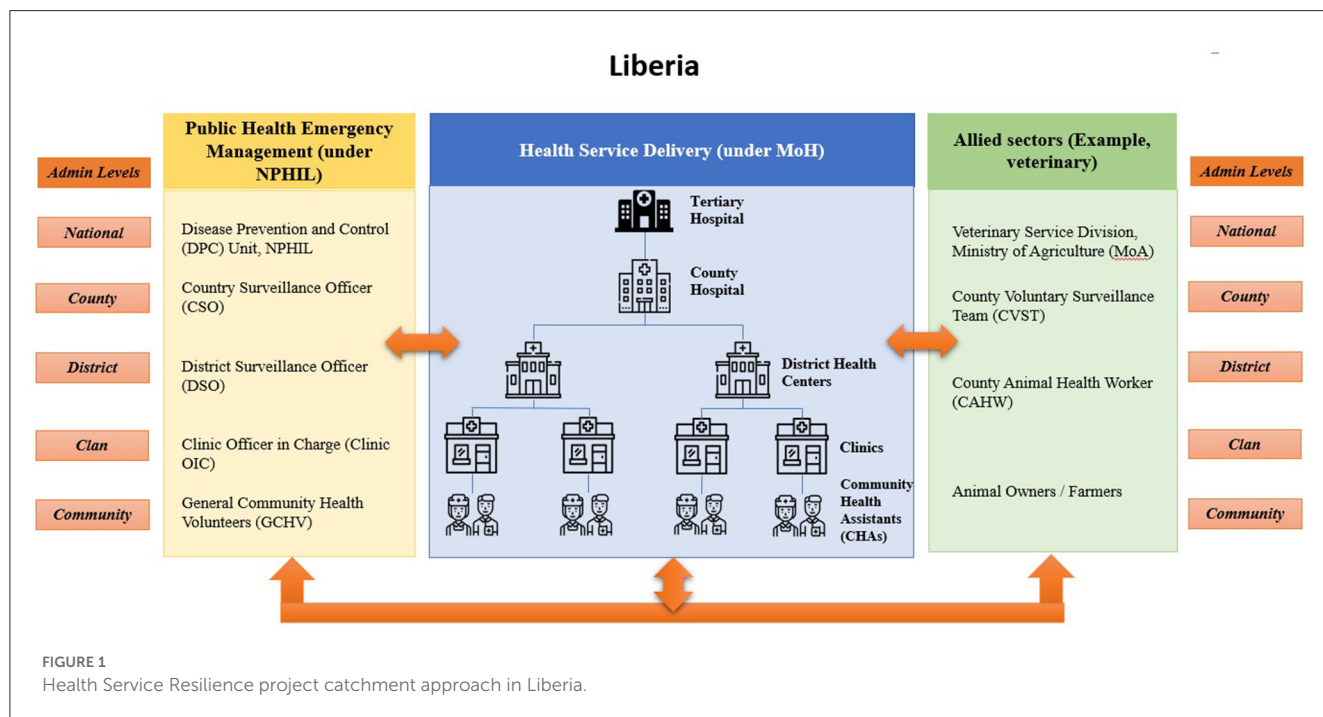 Liberia
Admin Levels
National
County
District
Clan
Community
Public Health Emergency
Management (under
NPHIL)
Disease Prevention and Control
(DPC) Unit, NPHIL
Country Surveillance Officer
(CSO)
District Surveillance Officer
(DSO)
Clinic Officer in Charge (Clinic
OIC)
General Community Health
Volunteers (GCHV)
Health Service Delivery (under MoH)
Tertiary
Hospital
County
Hospital
District Health
Centers
Clinics
Community
Health
Assistants
(CHAs)
Allied sectors (Example,
veterinary)
Veterinary Service Division,
Ministry of Agriculture (MoA)
County Voluntary Surveillance
Team (CVST)
County Animal Health Worker
(CAHW)
Animal Owners / Farmers
Admin Levels
National
County
District
Clan
Community
FIGURE 1
Health Service Resilience project catchment approach in Liberia.